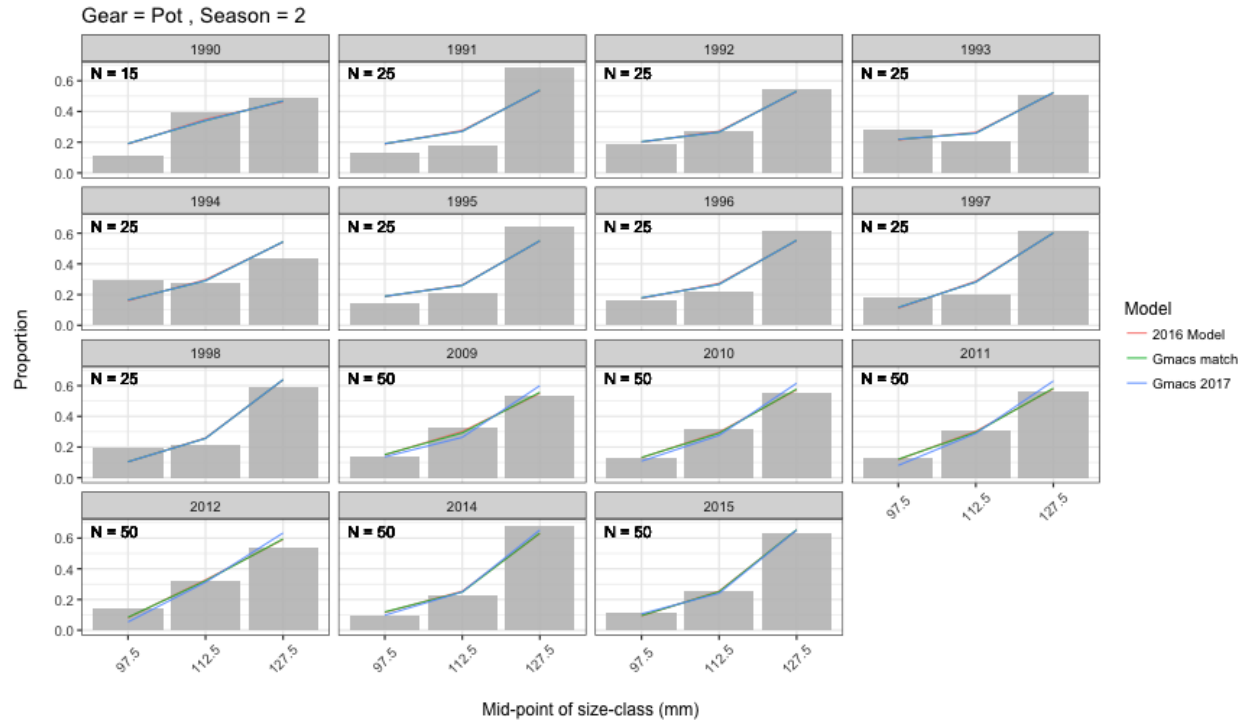 Gear = Pot , Season = 2
1990 1991 1992 1993
N = 15 N = 25 N = 25 N = 25
0.6
0.4
0.2
0.0
1994 1995 1996 1997
N = 25 N = 25 N = 25 N = 25
0.6
0.4
0.2
0.0
1998 2009 2010 2011
N = 25 N = 50 N = 50 N = 50
0.6
0.4
0.2
0.0
2012 2014 2015
N = 50 N = 50 N = 50
0.6
0.4
0.2
0.0
97.5 112.5 127.5 97.5 112.5 127.5 97.5 112.5 127.5 97.5 112.5 127.5
Proportion
Mid-point of size-class (mm)
Model
2016 Model
Gmacs match
Gmacs 2017